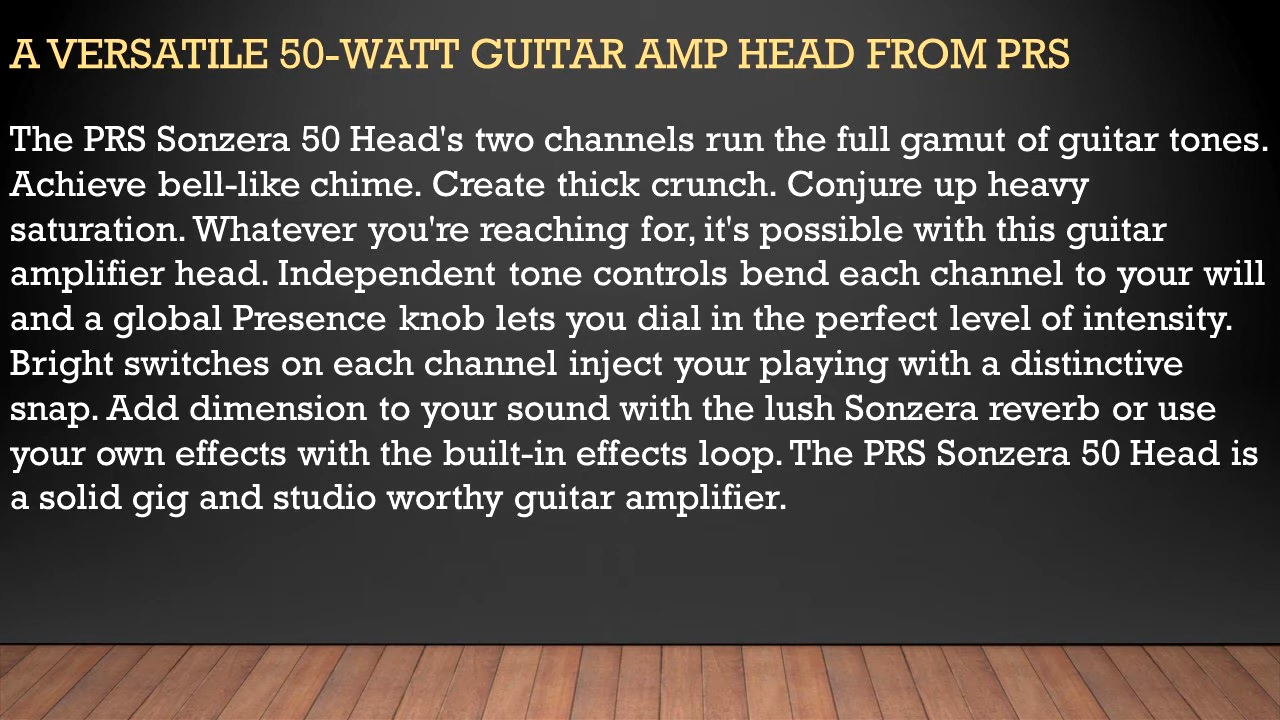 A VERSATILE 50-WATT GUITAR AMP HEAD FROM PRS
The PRS Sonzera 50 Head's two channels run the full gamut of guitar tones.
Achieve bell-like chime. Create thick crunch. Conjure up heavy
saturation. Whatever you're reaching for, it's possible with this guitar
amplifier head. Independent tone controls bend each channel to your will
and a global Presence knob lets you dial in the perfect level of intensity.
Bright switches on each channel inject your playing with a distinctive
snap. Add dimension to your sound with the lush Sonzera reverb or use
your own effects with the built-in effects loop. The PRS Sonzera 50 Head is
a solid gig and studio worthy guitar amplifier.